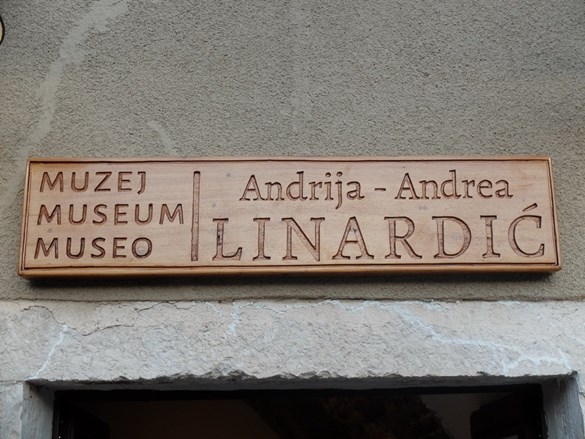 MUZEJ
MUSEUM
MUSEO
Andrija - Andrea
LINARDIĆ